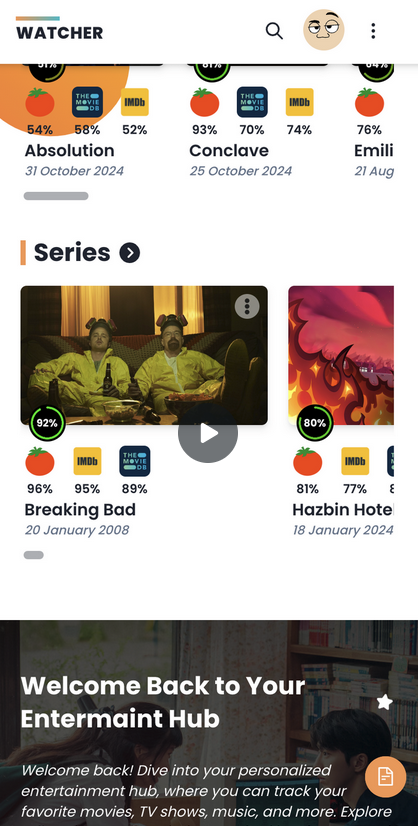 WATCHER
54% 58% 52% 93% 70% 74% 76%
THE MOVIE DB IMDb THE MOVIE DB IMDb
Absolution Conclave Emili
31 October 2024 25 October 2024 21 Aug
Series
92% 80%
IMDb THE MOVIE DB IMDb
96% 95% 89% 81% 77% 8
Breaking Bad Hazbin Hote
20 January 2008 18 January 2024
Welcome Back to Your
Entermaint Hub
Welcome back! Dive into your personalized
entertainment hub, where you can track your
favorite movies, TV shows, music, and more. Explore